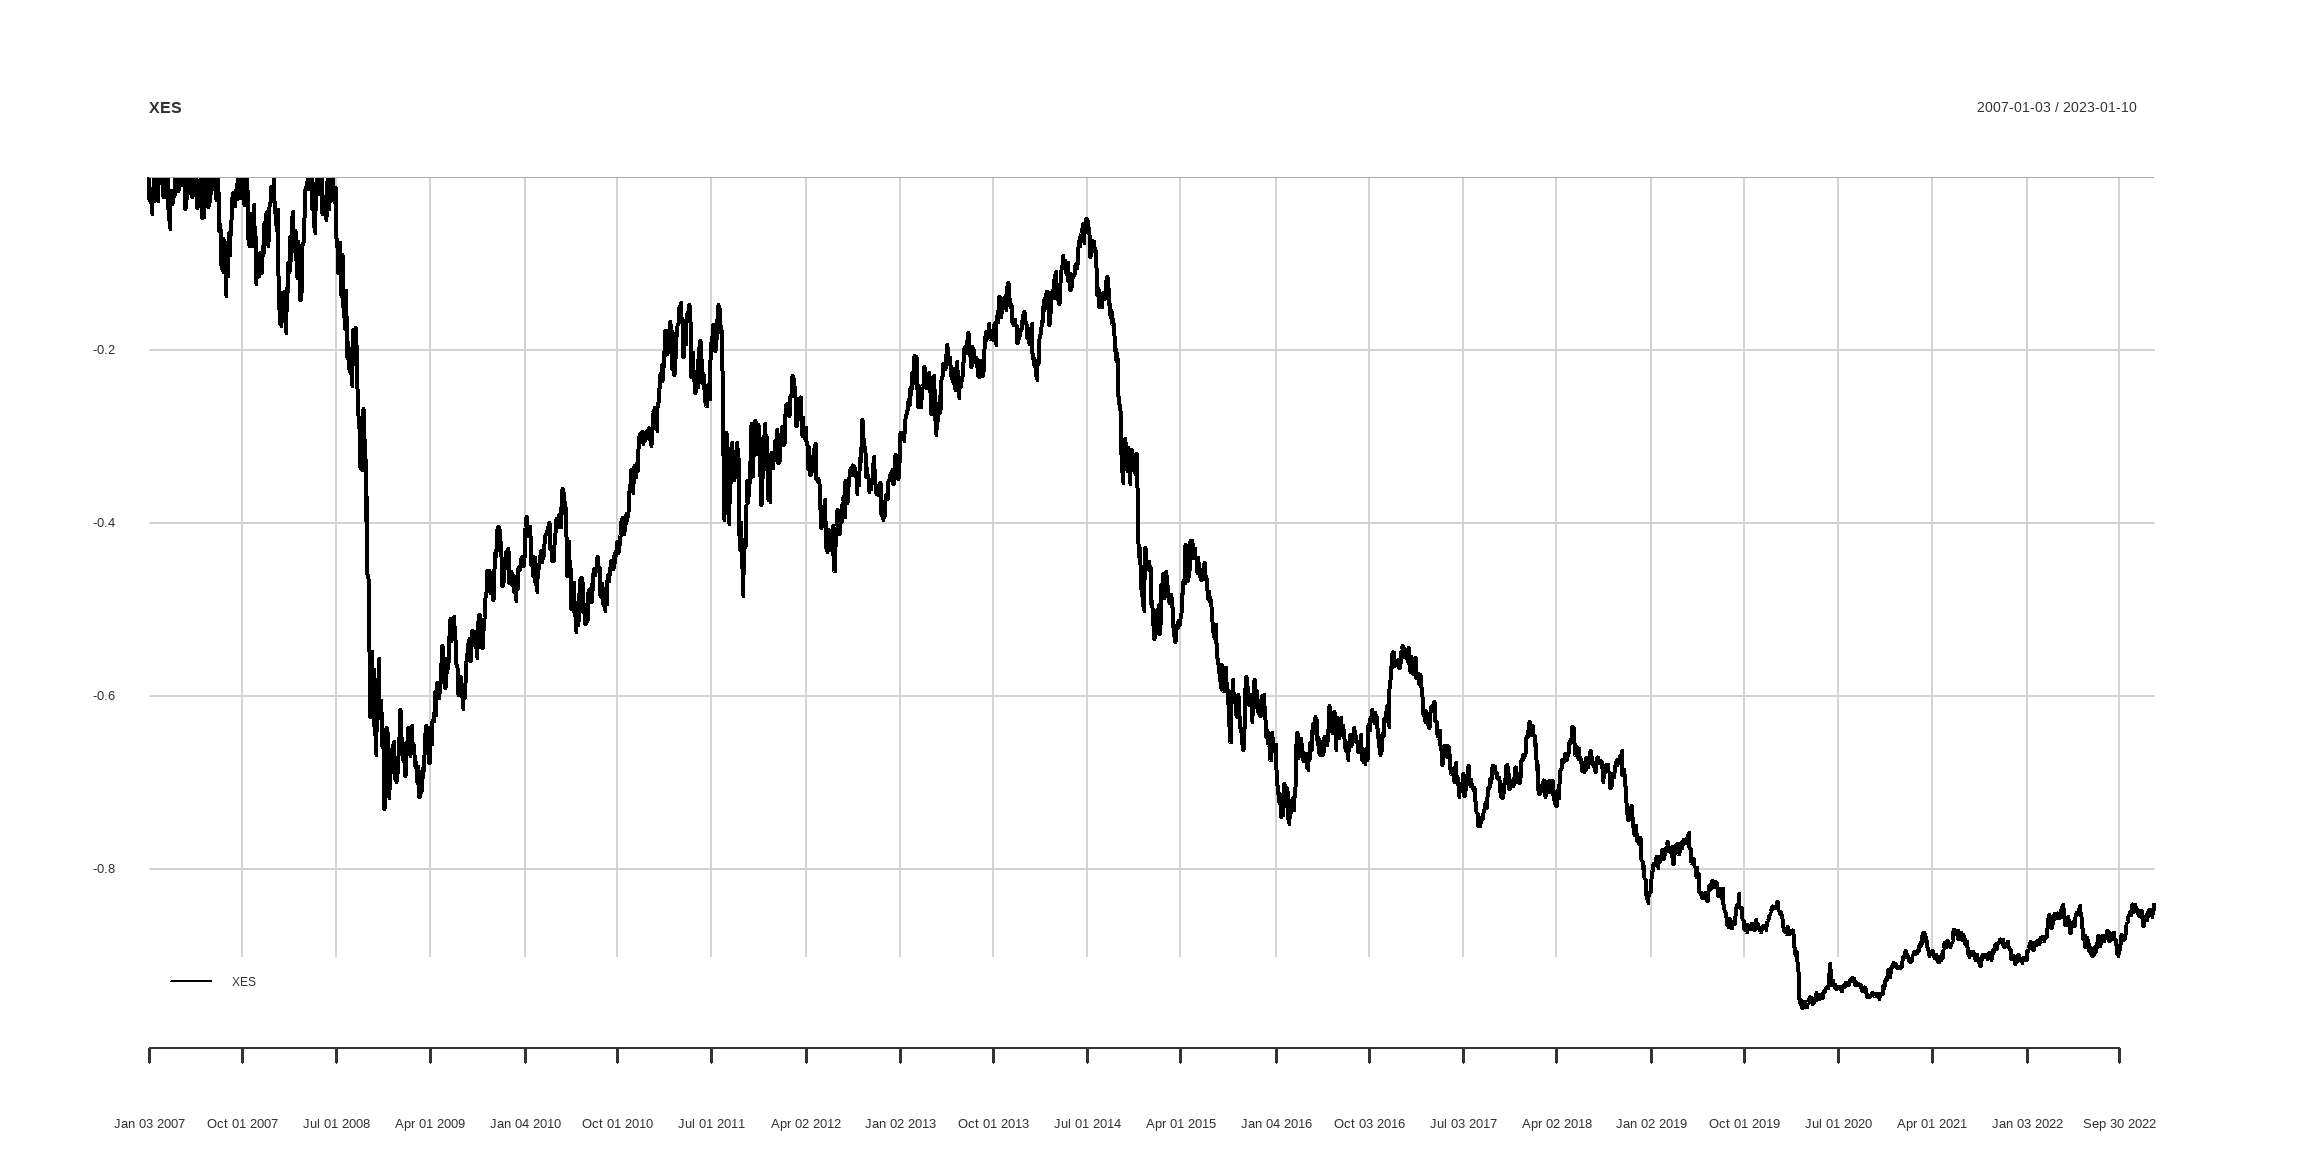 XES
2007-01-03 / 2023-01-10
-0.2
-0.4
-0.6
-0.8
XES
Jan 03 2007 Oct 01 2007 Jul 01 2008 Apr 01 2009 Jan 04 2010 Oct 01 2010 Jul 01 2011 Apr 02 2012 Jan 02 2013 Oct 01 2013 Jul 01 2014 Apr 01 2015 Jan 04 2016 Oct 03 2016 Jul 03 2017 Apr 02 2018 Jan 02 2019 Oct 01 2019 Jul 01 2020 Apr 01 2021 Jan 03 2022 Sep 30 2022